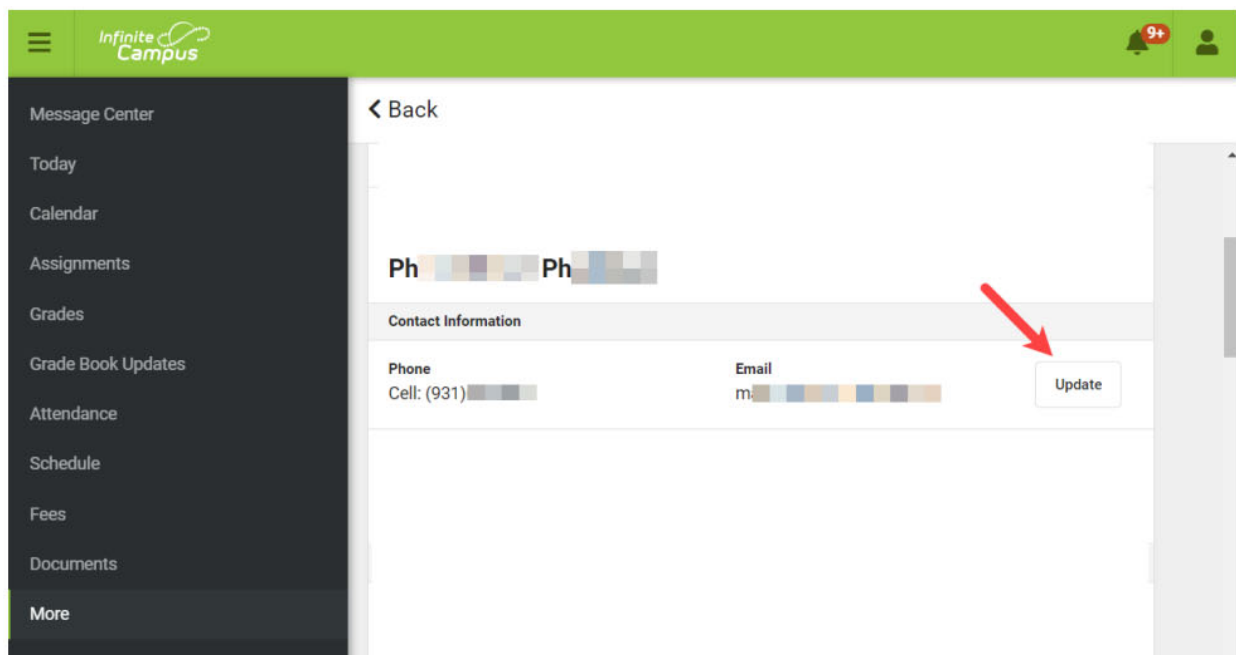 Infinite
Campus
9+
Message Center
Today
Calendar
Assignments
Grades
Grade Book Updates
Attendance
Schedule
Fees
Documents
More
Back
Ph Ph
Contact Information
Phone
Cell: (931)
Email
m
Update